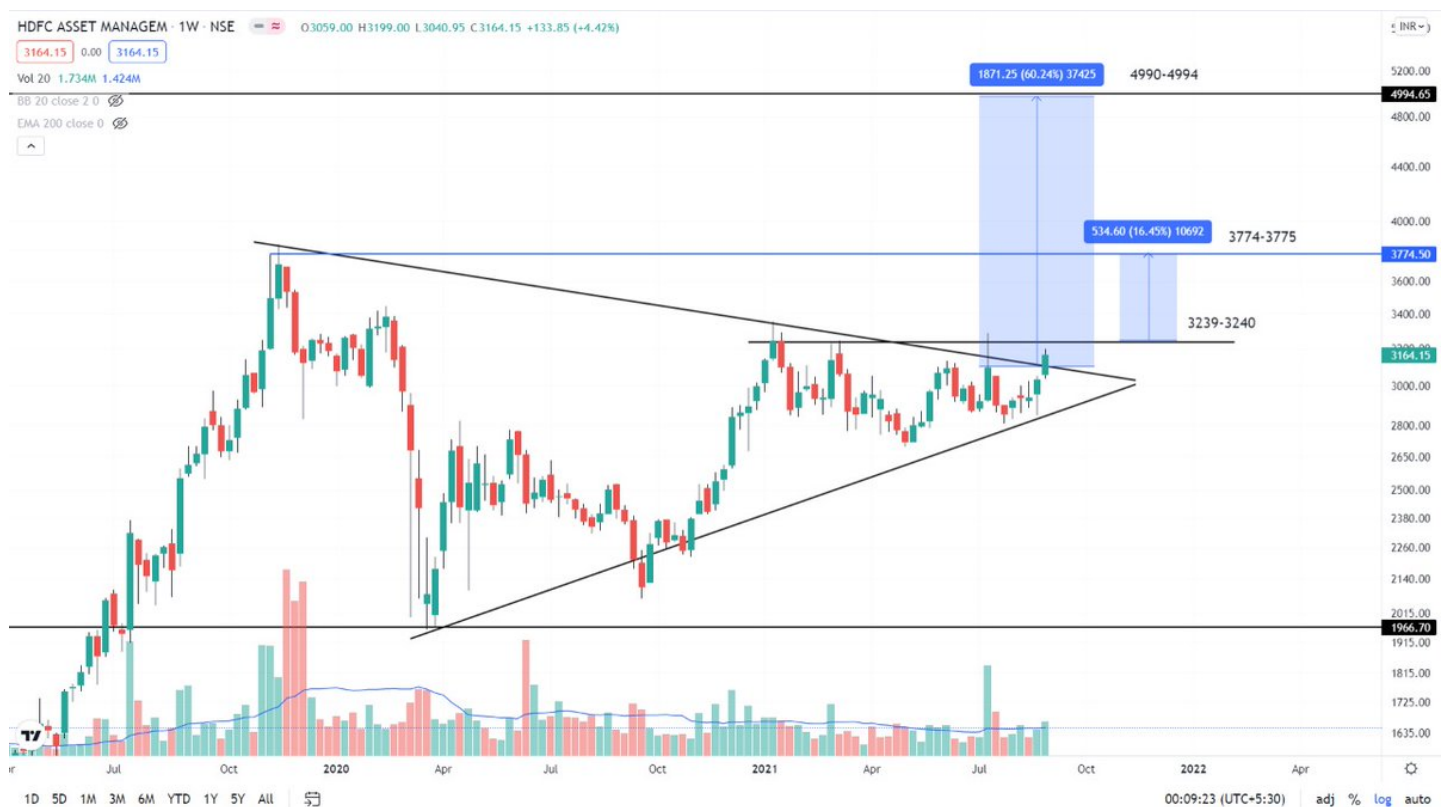 HDFC ASSET MANAGEM · 1W · NSE O3059.00 H3199.00 L3040.95 C3164.15 +133.85 (+4.42%)
INR
3164.15 0.00 3164.15
Vol 20 1.734M 1.424M
BB 20 close 2 0
EMA 200 close 0
1871.25 (60.24%) 37425 4990-4994
5200.00
4994.65
4800.00
4400.00
4000.00
534.60 (16.45%) 10692 3774-3775
3774.50
3600.00
3400.00
3239-3240
3164.15
3000.00
2800.00
2650.00
2500.00
2380.00
2260.00
2140.00
2015.00
1966.70
1915.00
1815.00
1725.00
1635.00
Jul Oct 2020 Apr Jul Oct 2021 Apr Jul Oct 2022 Apr
1D 5D 1M 3M 6M YTD 1Y 5Y All 00:09:23 (UTC+5:30) adj % log auto